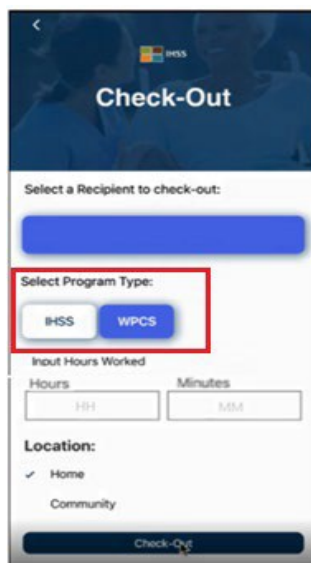 IHSS
Check-Out
Select a Recipient to check-out:
Select Program Type:
IHSS WPCS
Input Hours Worked
Hours Minutes
HH MM
Location:
✓ Home
Community
Check-Out